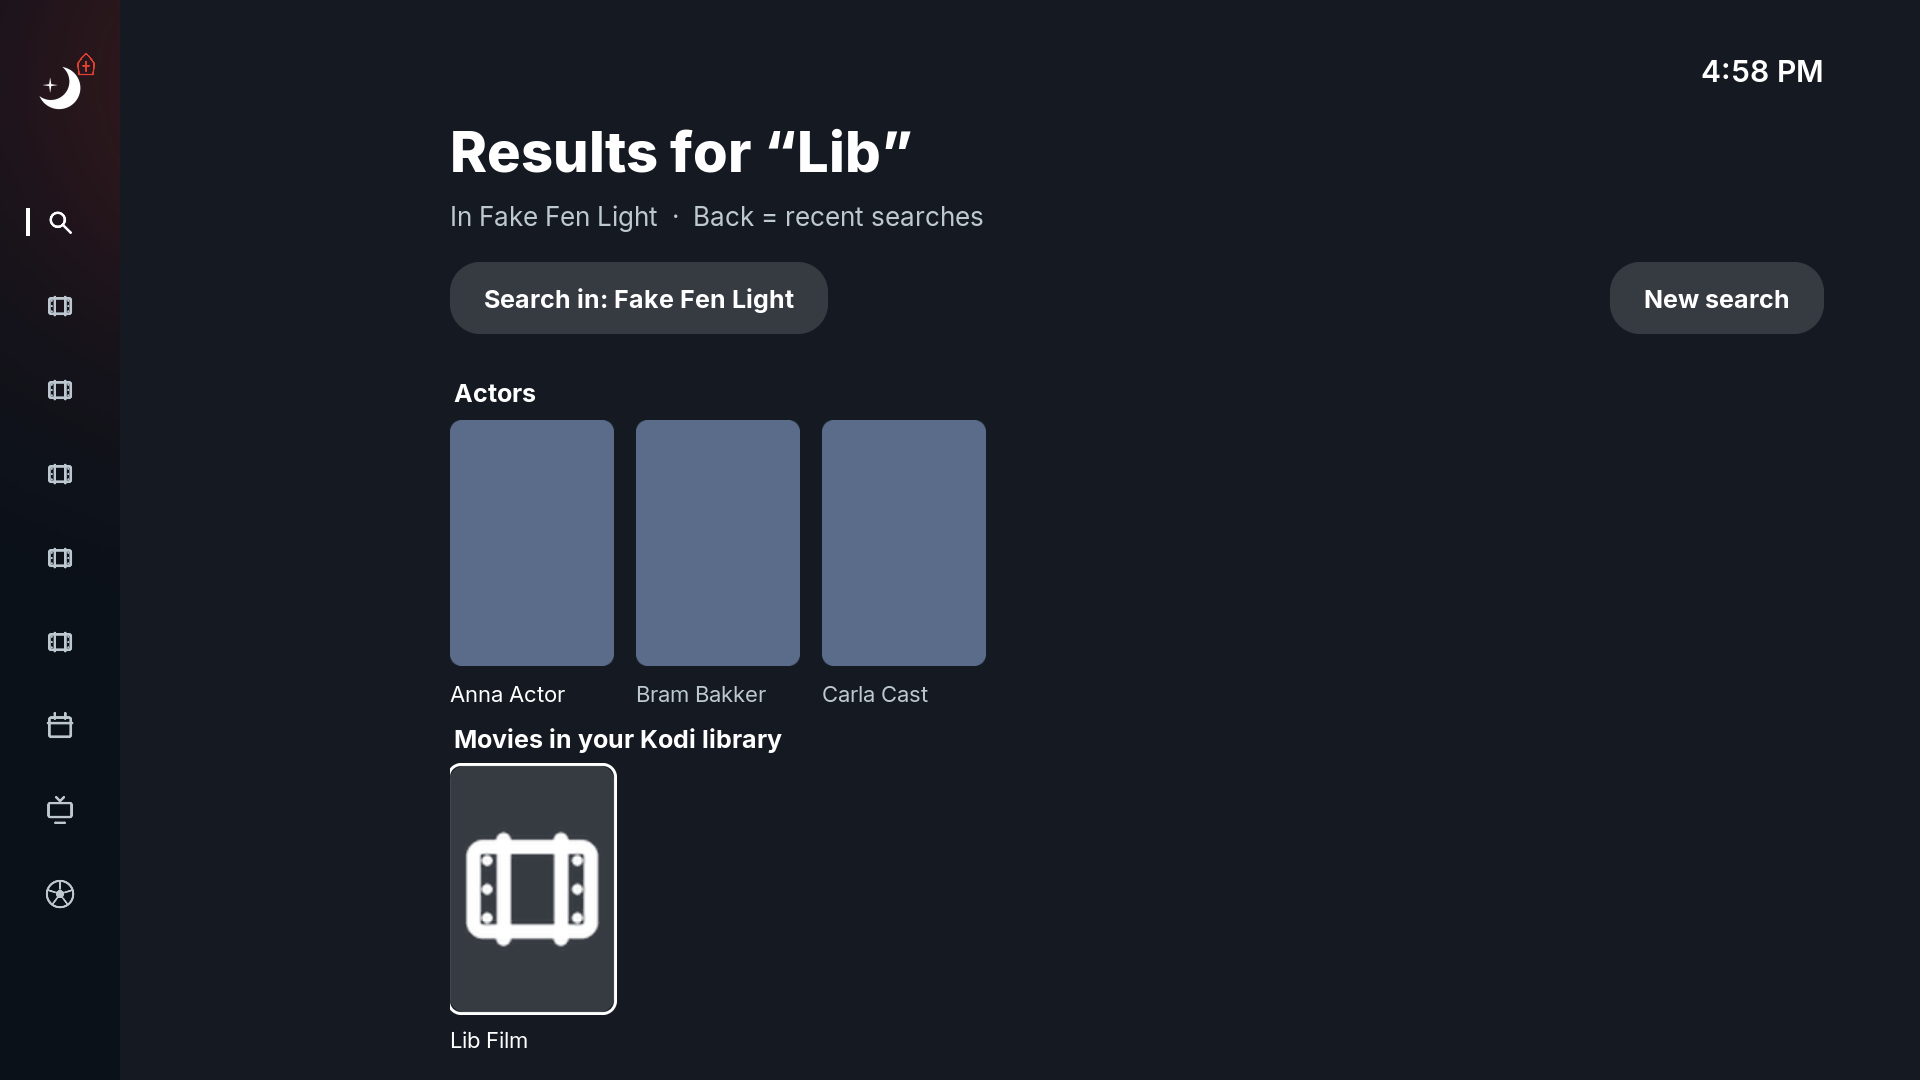 4:58 PM
Results for “Lib”
In Fake Fen Light · Back = recent searches
Search in: Fake Fen Light
New search
Actors
Anna Actor
Bram Bakker
Carla Cast
Movies in your Kodi library
Lib Film